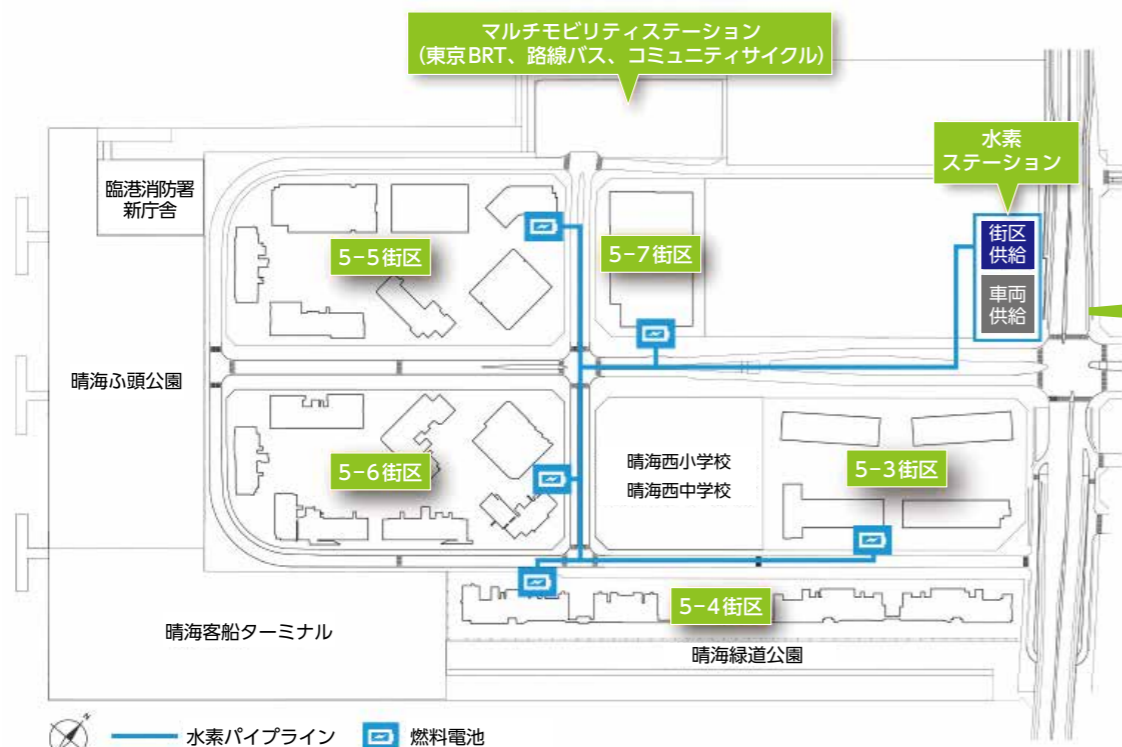 マルチモビリティステーション
(東京BRT、路線バス、コミュニティサイクル)
水素
ステーション
臨港消防署
新庁舎
街区
供給
5-5街区
5-7街区
車両
供給
晴海ふ頭公園
晴海西小学校
晴海西中学校
5-3街区
5-6街区
5-4街区
晴海客船ターミナル
晴海緑道公園
N
水素パイプライン
燃料電池